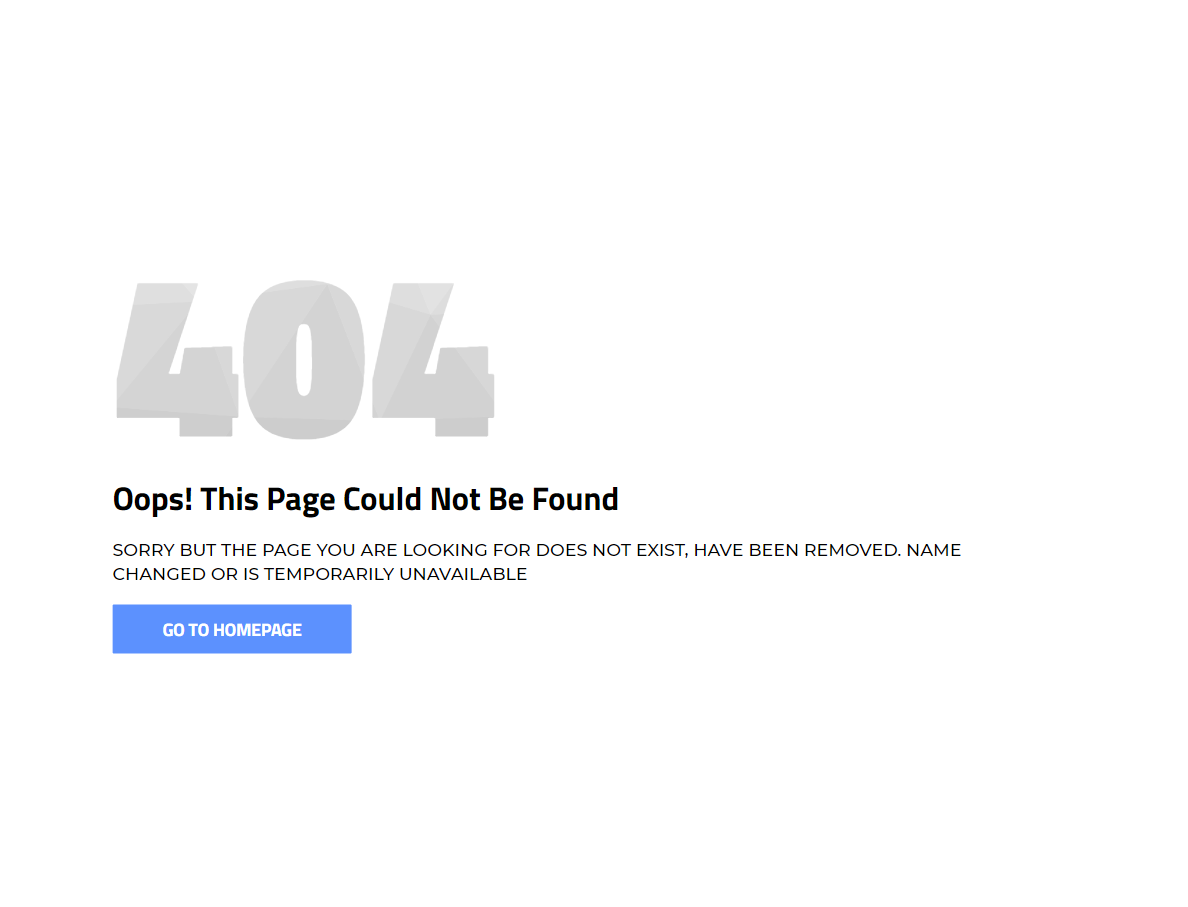 404
Oops! This Page Could Not Be Found
SORRY BUT THE PAGE YOU ARE LOOKING FOR DOES NOT EXIST, HAVE BEEN REMOVED. NAME
CHANGED OR IS TEMPORARILY UNAVAILABLE
GO TO HOMEPAGE